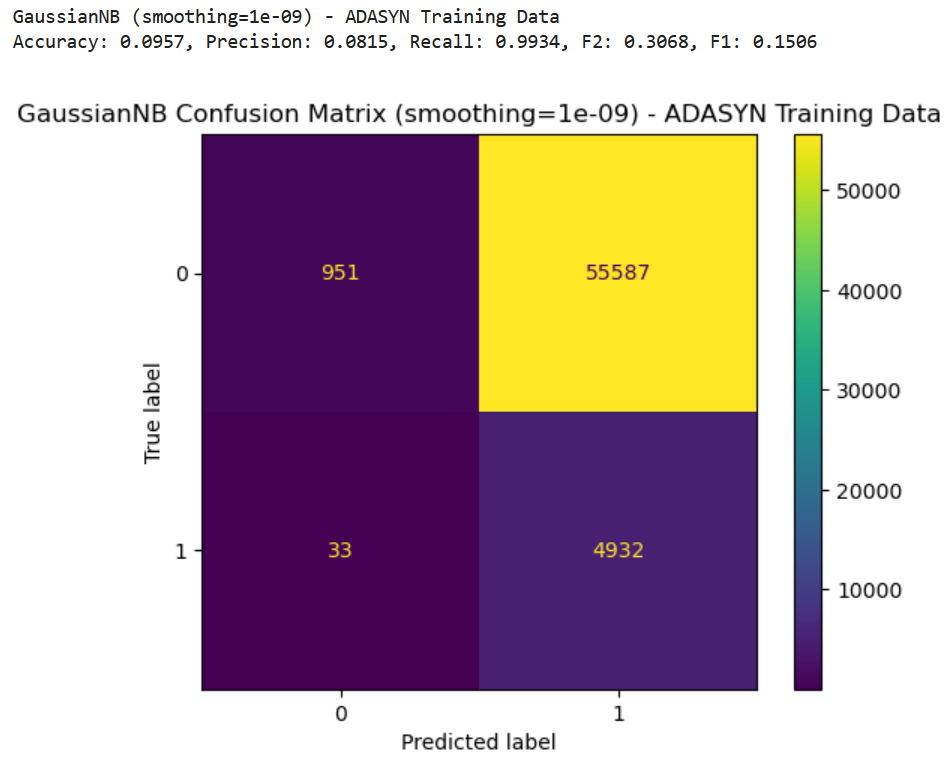 GaussianNB (smoothing=1e-09) - ADASYN Training Data
Accuracy: 0.0957, Precision: 0.0815, Recall: 0.9934, F2: 0.3068, F1: 0.1506
GaussianNB Confusion Matrix (smoothing=1e-09) - ADASYN Training Data
50000
40000
30000
20000
10000
True label
0
951
55587
1
33
4932
0
1
Predicted label